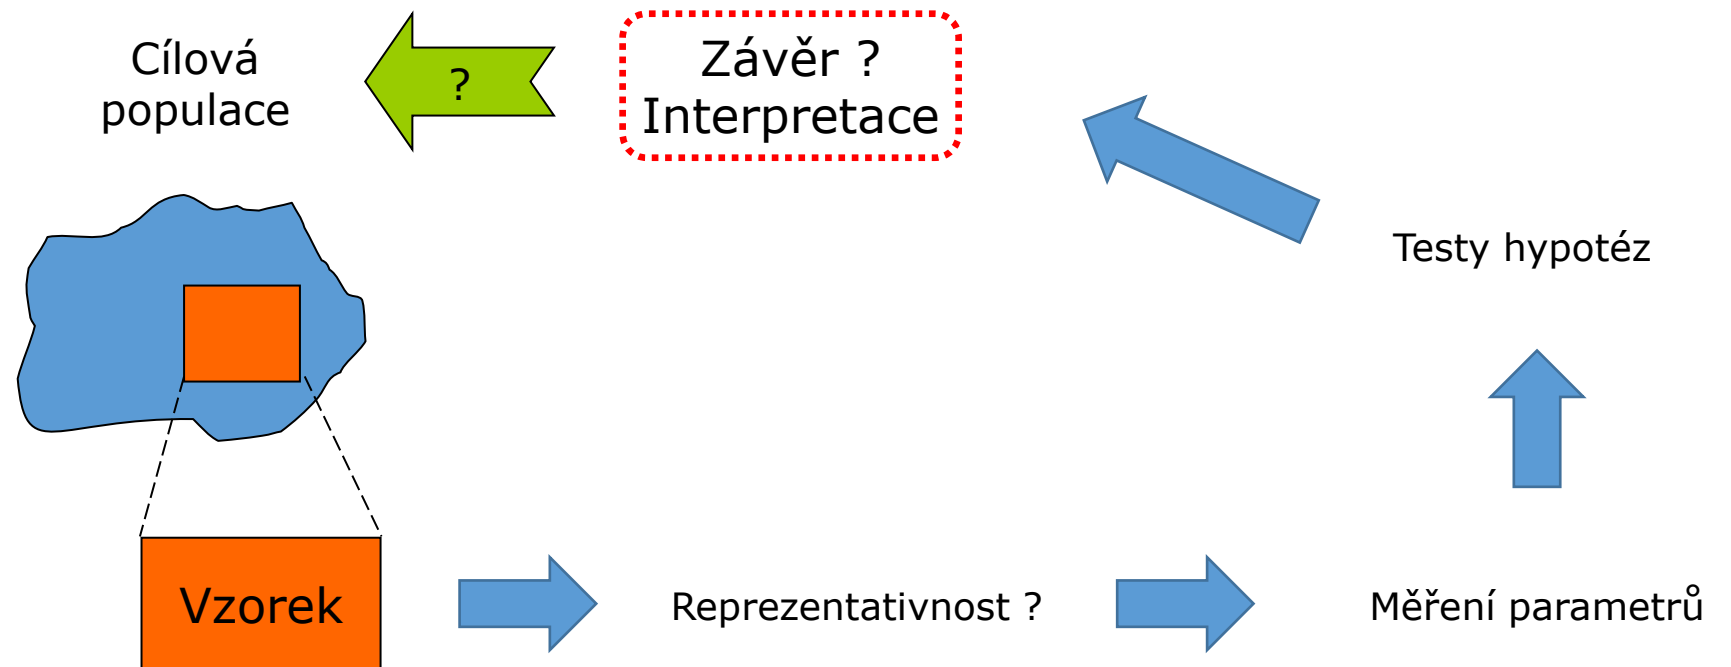 Cílová
populace
?
Závěr ?
Interpretace
Testy hypotéz
Vzorek
Reprezentativnost ?
Měření parametrů